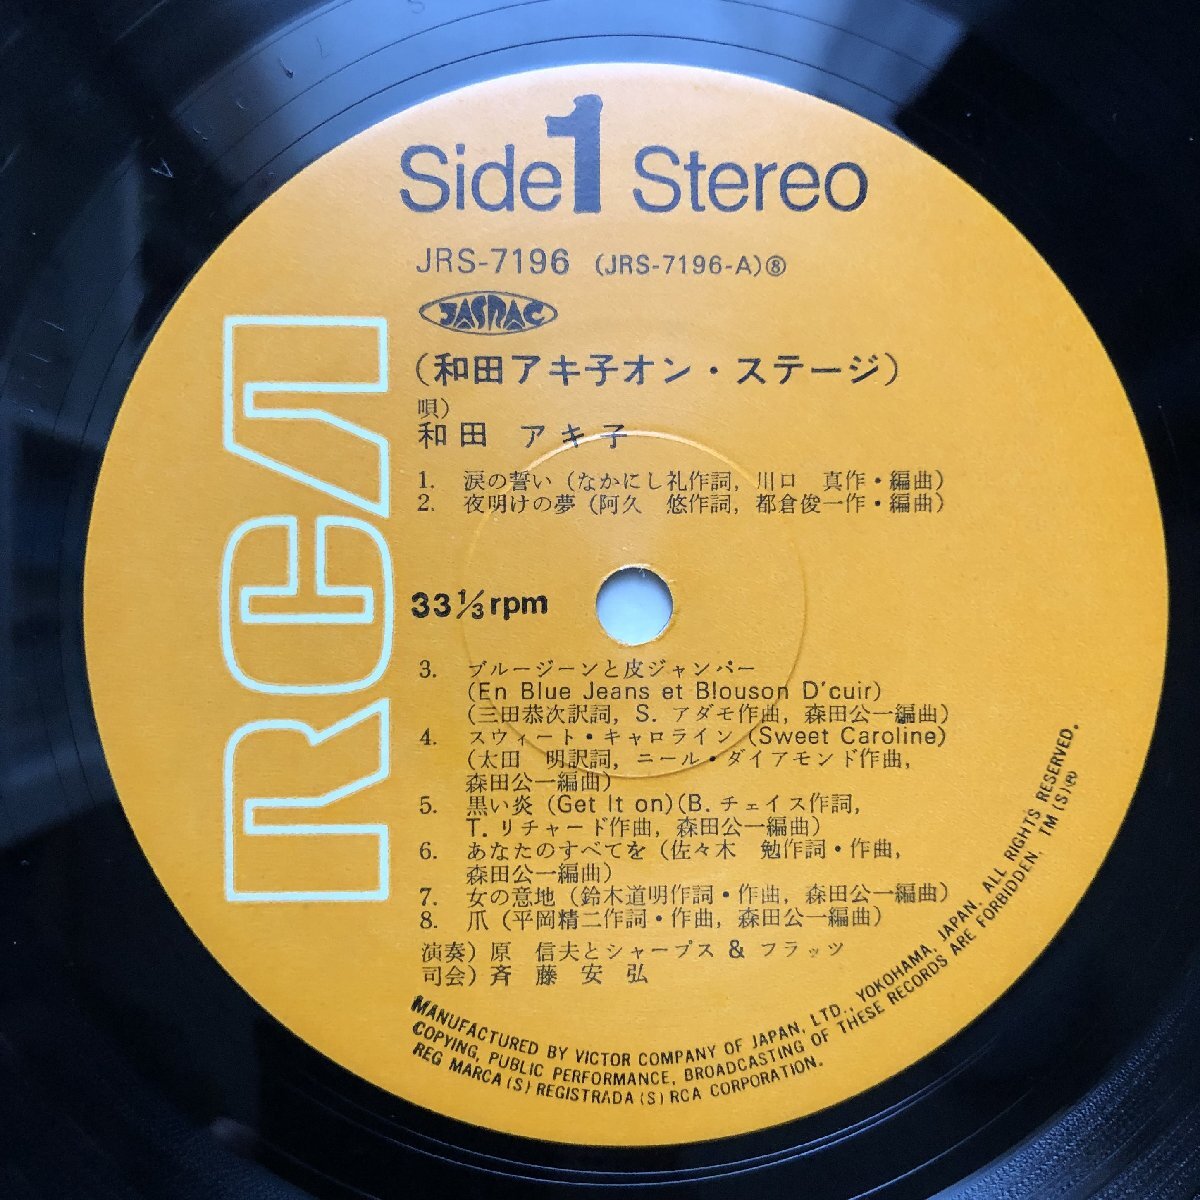 Side 1 Stereo
JRS-7196 (JRS-7196-A)⑧
JASRAC
(和田アキ子オン・ステージ)
唄)
和田 アキ子
1. 涙の誓い (なかにし礼作詞, 川口 真作・編曲)
2. 夜明けの夢 (阿久 悠作詞, 都倉俊一作・編曲)
RCA
33 1/3 rpm
3. ブルージーンと皮ジャンパー
(En Blue Jeans et Blouson D'cuir)
(三田恭次訳詞, S. アダモ作曲, 森田公一編曲)
4. スウィート・キャロライン (Sweet Caroline)
(太田 明訳詞, ニール・ダイアモンド作曲,
森田公一編曲)
5. 黒い炎 (Get It on) (B. チェイス作詞,
T. リチャード作曲, 森田公一編曲)
6. あなたのすべてを (佐々木 勉作詞・作曲,
森田公一編曲)
7. 女の意地 (鈴木道明作詞・作曲, 森田公一編曲)
8. 爪 (平岡精二作詞・作曲, 森田公一編曲)
演奏) 原 信夫とシャープス & フラッツ
司会) 斉 藤 安 弘
MANUFACTURED BY VICTOR COMPANY OF JAPAN, LTD., YOKOHAMA, JAPAN. ALL RIGHTS RESERVED.
COPYING, PUBLIC PERFORMANCE, BROADCASTING OF THESE RECORDS ARE FORBIDDEN. TM(S)®
REG MARCA(S) REGISTRADA(S) RCA CORPORATION.